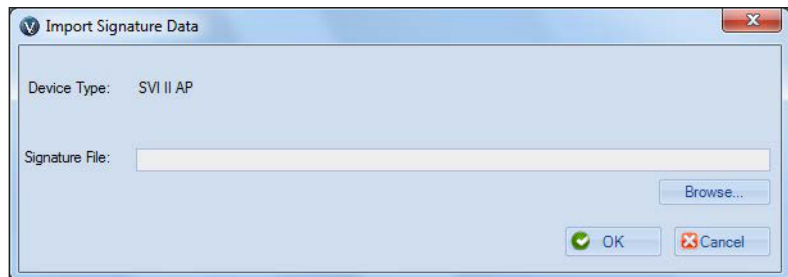 Import Signature Data
Device Type: SVI II AP
Signature File:
Browse...
OK Cancel